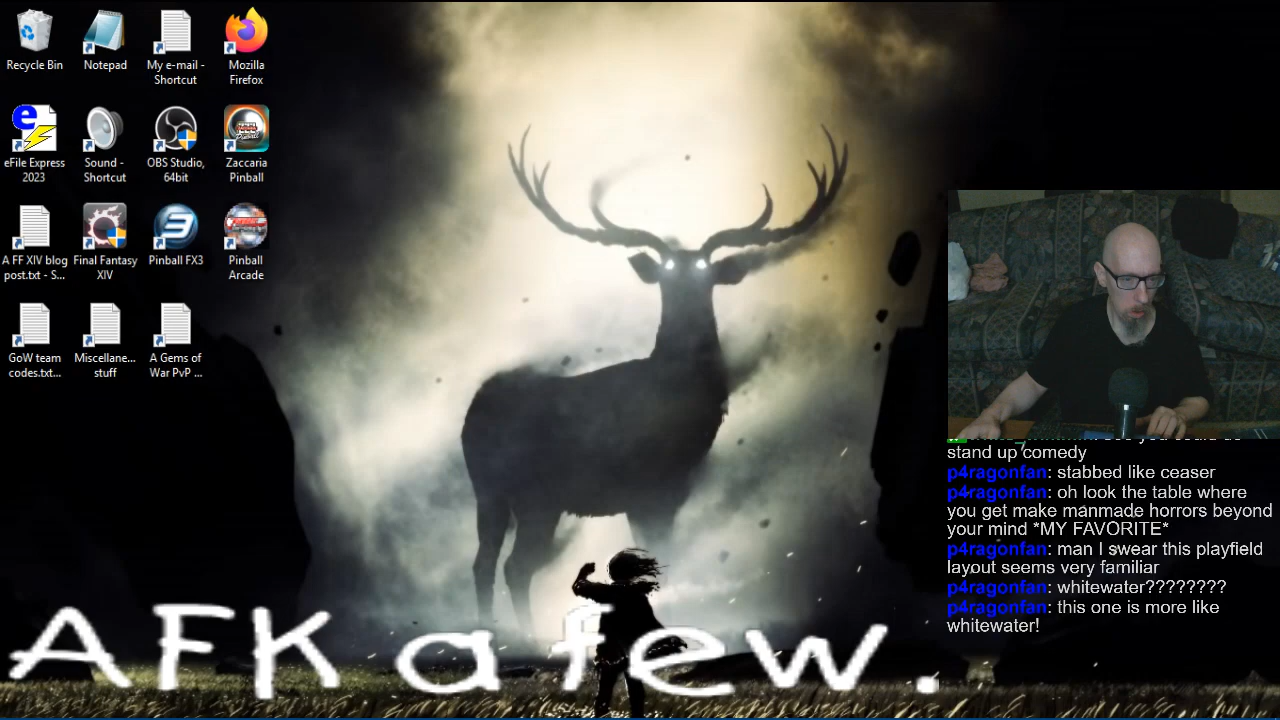 Recycle Bin
Notepad
My e-mail -
Shortcut
Mozilla
Firefox
eFile Express
2023
Sound -
Shortcut
OBS Studio,
64bit
Zaccaria
Pinball
A FF XIV blog
post.txt - S...
Final Fantasy
XIV
Pinball FX3
Pinball
Arcade
GoW team
codes.txt...
Miscellane...
stuff
A Gems of
War PvP ...
stand up comedy
p4ragonfan: stabbed like ceaser
p4ragonfan: oh look the table where
you get make manmade horrors beyond
your mind *MY FAVORITE*
p4ragonfan: man I swear this playfield
layout seems very familiar
p4ragonfan: whitewater????????
p4ragonfan: this one is more like
whitewater!
AFK a few.